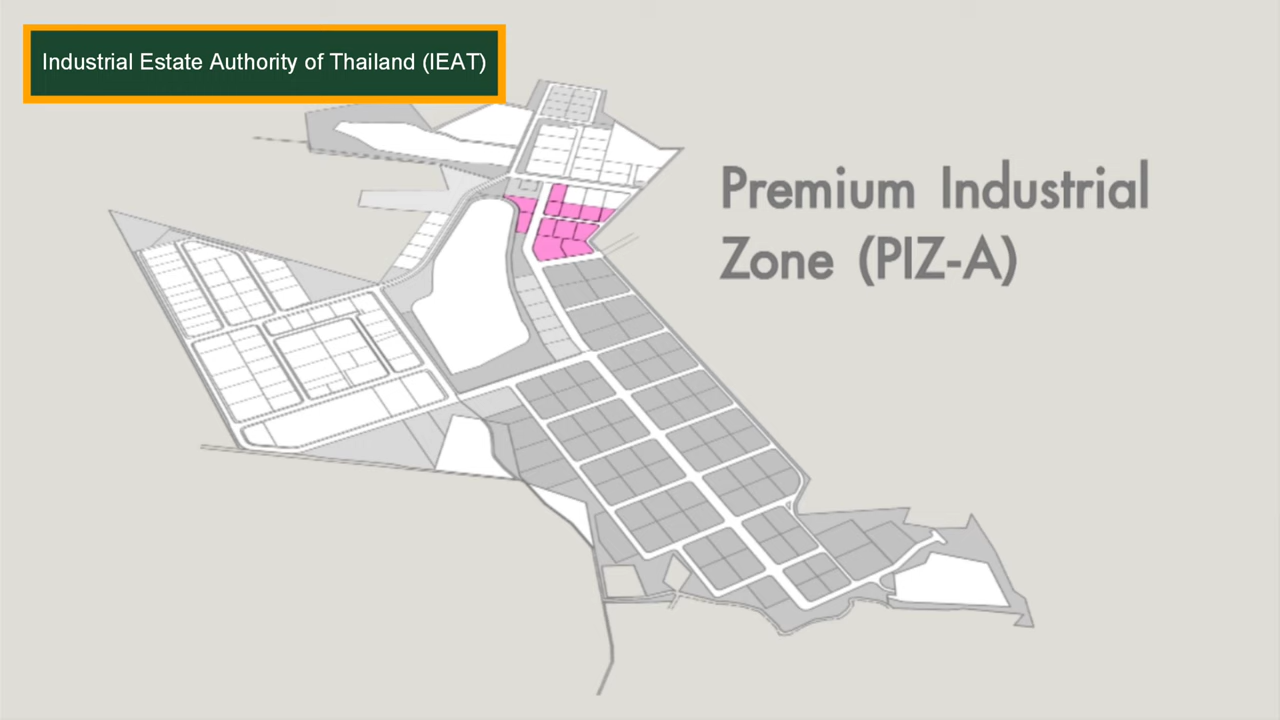 Industrial Estate Authority of Thailand (IEAT)
Premium Industrial
Zone (PIZ-A)